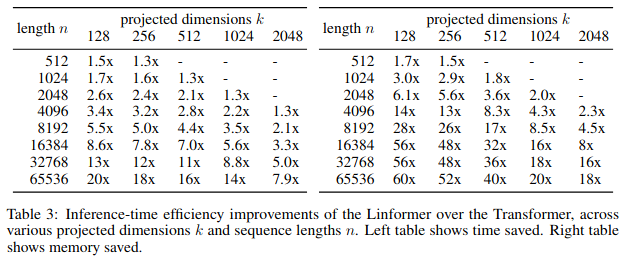 length n projected dimensions k length n projected dimensions k
128 256 512 1024 2048 128 256 512 1024 2048
512 1.5x 1.3x - - - 512 1.7x 1.5x - - -
1024 1.7x 1.6x 1.3x - - 1024 3.0x 2.9x 1.8x - -
2048 2.6x 2.4x 2.1x 1.3x - 2048 6.1x 5.6x 3.6x 2.0x -
4096 3.4x 3.2x 2.8x 2.2x 1.3x 4096 14x 13x 8.3x 4.3x 2.3x
8192 5.5x 5.0x 4.4x 3.5x 2.1x 8192 28x 26x 17x 8.5x 4.5x
16384 8.6x 7.8x 7.0x 5.6x 3.3x 16384 56x 48x 32x 16x 8x
32768 13x 12x 11x 8.8x 5.0x 32768 56x 48x 36x 18x 16x
65536 20x 18x 16x 14x 7.9x 65536 60x 52x 40x 20x 18x
Table 3: Inference-time efficiency improvements of the Linformer over the Transformer, across
various projected dimensions k and sequence lengths n. Left table shows time saved. Right table
shows memory saved.